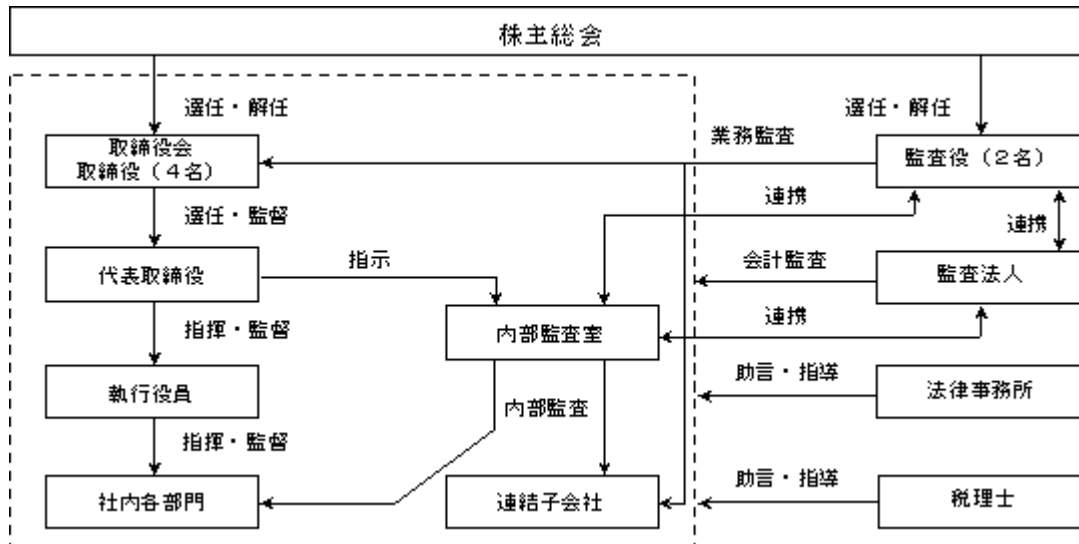 株主総会
選任・解任
選任・解任
業務監査
取締役会
取締役（４名）
監査役（２名）
連携
選任・監督
連携
指示
会計監査
代表取締役
監査法人
指揮・監督
内部監査室
連携
助言・指導
執行役員
内部監査
法律事務所
指揮・監督
助言・指導
社内各部門
連結子会社
税理士